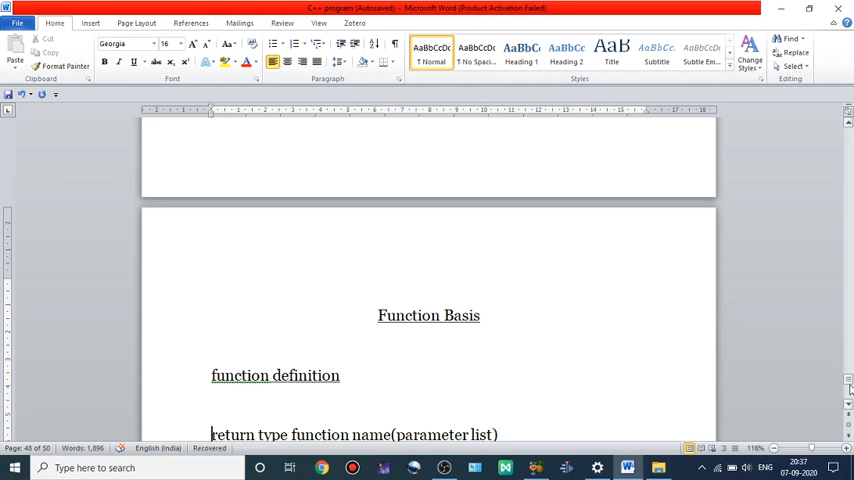 C++ program (Autosaved) - Microsoft Word (Product Activation Failed)
File Home Insert Page Layout References Mailings Review View Zotero
Paste
Cut
Copy
Format Painter
Clipboard
Georgia 16
Font
Paragraph
AaBbCcDc AaBbCcDc AaBbC AaBbCc AaB AaBbCc. AaBbCcDc
¶ Normal ¶ No Spaci... Heading 1 Heading 2 Title Subtitle Subtle Em...
Styles
Change Styles
Find
Replace
Select
Editing
Function Basis
function definition
return type function name(parameter list)
Page: 48 of 50 Words: 1,896 English (India) Recovered 116%
Type here to search
ENG
20:37
07-09-2020